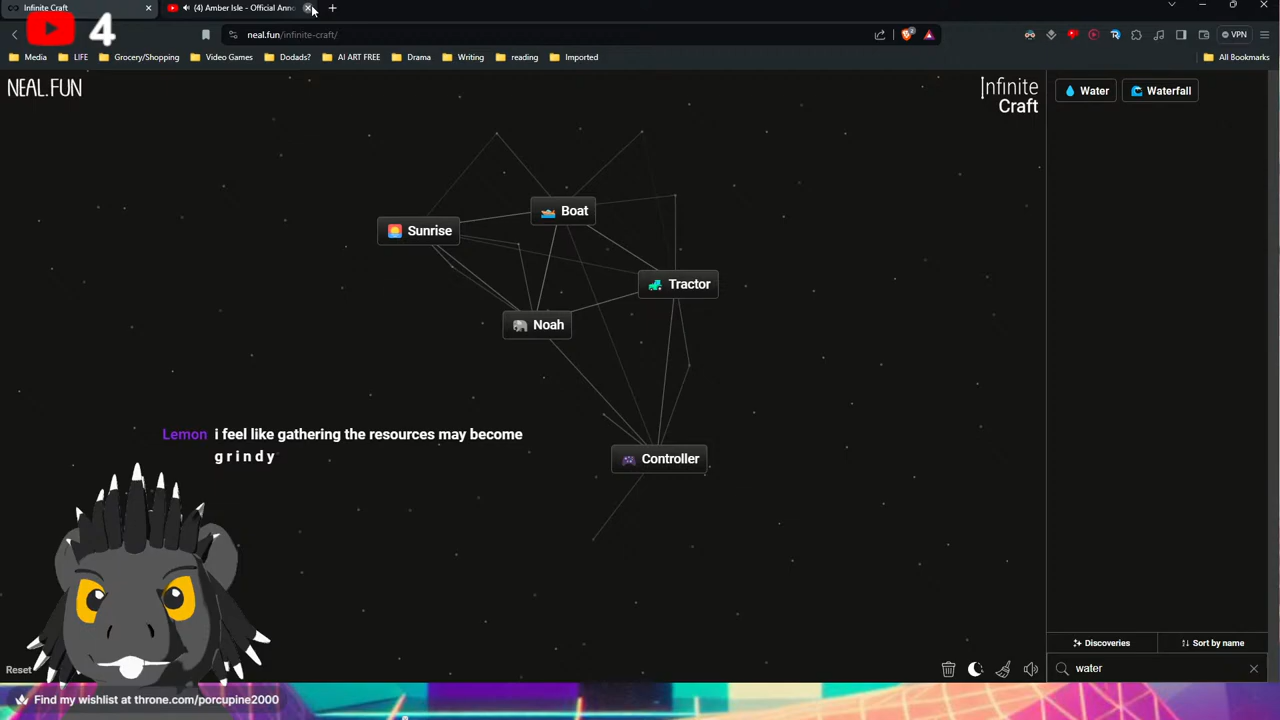 Infinite Craft
(4) Amber Isle - Official Anno
4
neal.fun/infinite-craft/
VPN
Media
LIFE
Grocery/Shopping
Video Games
Dodads?
AI ART FREE
Drama
Writing
reading
Imported
All Bookmarks
NEAL.FUN
Infinite
Craft
Water
Waterfall
Boat
Sunrise
Tractor
Noah
Lemon i feel like gathering the resources may become
g r i n d y
Controller
Discoveries
Sort by name
Reset
water
Find my wishlist at throne.com/porcupine2000